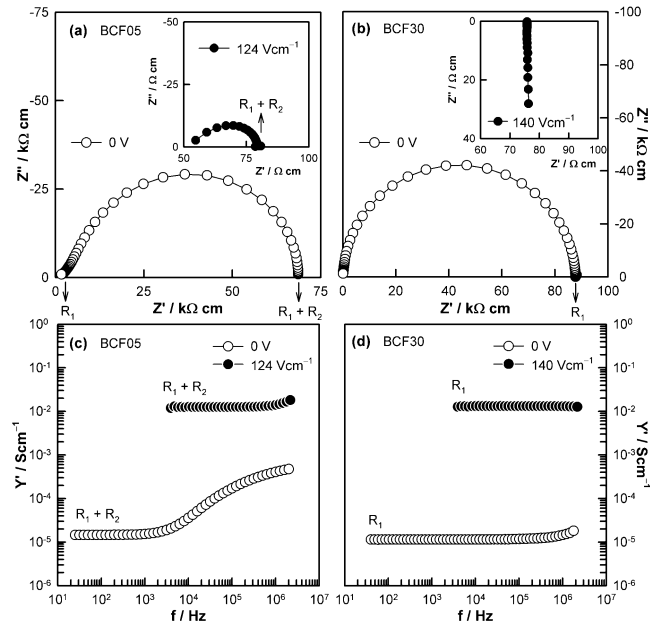 (a) BCF05
124 Vcm⁻¹
R₁ + R₂
Z'' / Ω cm
-50
-25
0
50
75
100
Z' / Ω cm
0 V
Z'' / kΩ cm
-75
-50
-25
0
0
25
50
75
R₁
Z' / kΩ cm
R₁ + R₂
(b) BCF30
140 Vcm⁻¹
Z'' / Ω cm
0
20
40
60
70
80
90
100
Z' / Ω cm
0 V
-100
-80
-60
-40
-20
0
Z'' / kΩ cm
0
20
40
60
80
100
Z' / kΩ cm
R₁
(c) BCF05
0 V
124 Vcm⁻¹
R₁ + R₂
R₁ + R₂
Y' / Scm⁻¹
10⁰
10⁻¹
10⁻²
10⁻³
10⁻⁴
10⁻⁵
10⁻⁶
10¹
10²
10³
10⁴
10⁵
10⁶
10⁷
f / Hz
(d) BCF30
0 V
140 Vcm⁻¹
R₁
R₁
10⁰
10⁻¹
10⁻²
10⁻³
10⁻⁴
10⁻⁵
10⁻⁶
Y' / Scm⁻¹
10¹
10²
10³
10⁴
10⁵
10⁶
10⁷
f / Hz